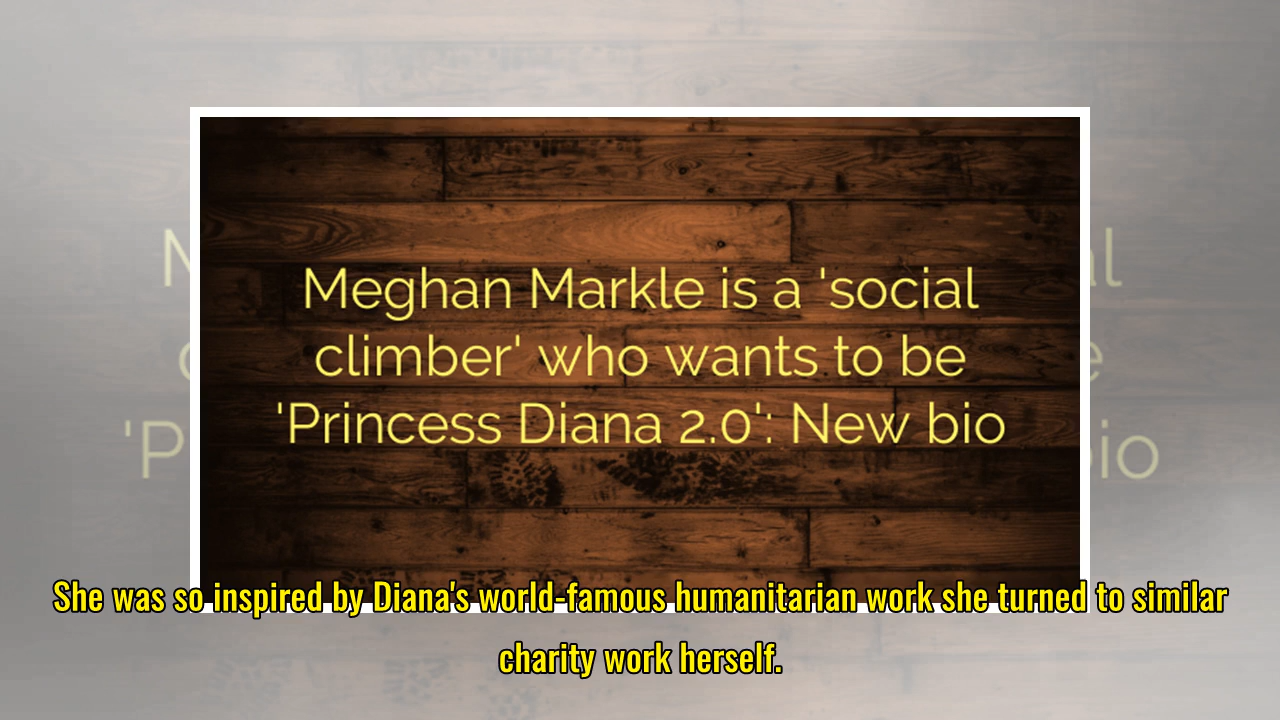 Meghan Markle is a 'social
climber' who wants to be
'Princess Diana 2.0': New bio
She was so inspired by Diana's world-famous humanitarian work she turned to similar
charity work herself.